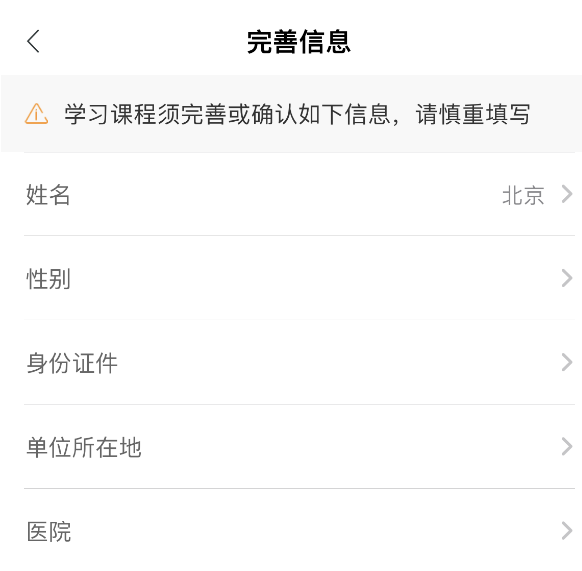 完善信息
学习课程须完善或确认如下信息，请慎重填写
姓名 北京
性别
身份证件
单位所在地
医院